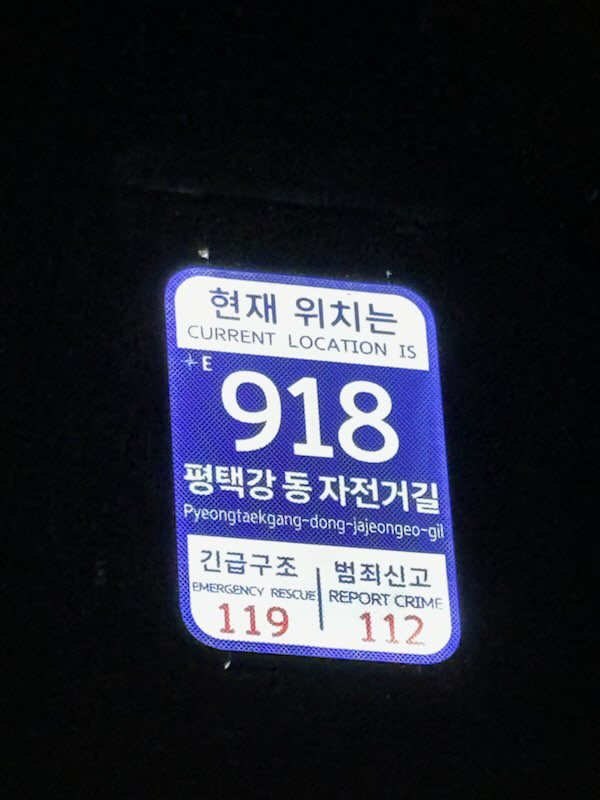 현재 위치는
CURRENT LOCATION IS
E
918
평택강 동 자전거길
Pyeongtaekgang-dong-jajeongeo-gil
긴급구조 범죄신고
EMERGENCY RESCUE REPORT CRIME
119 112